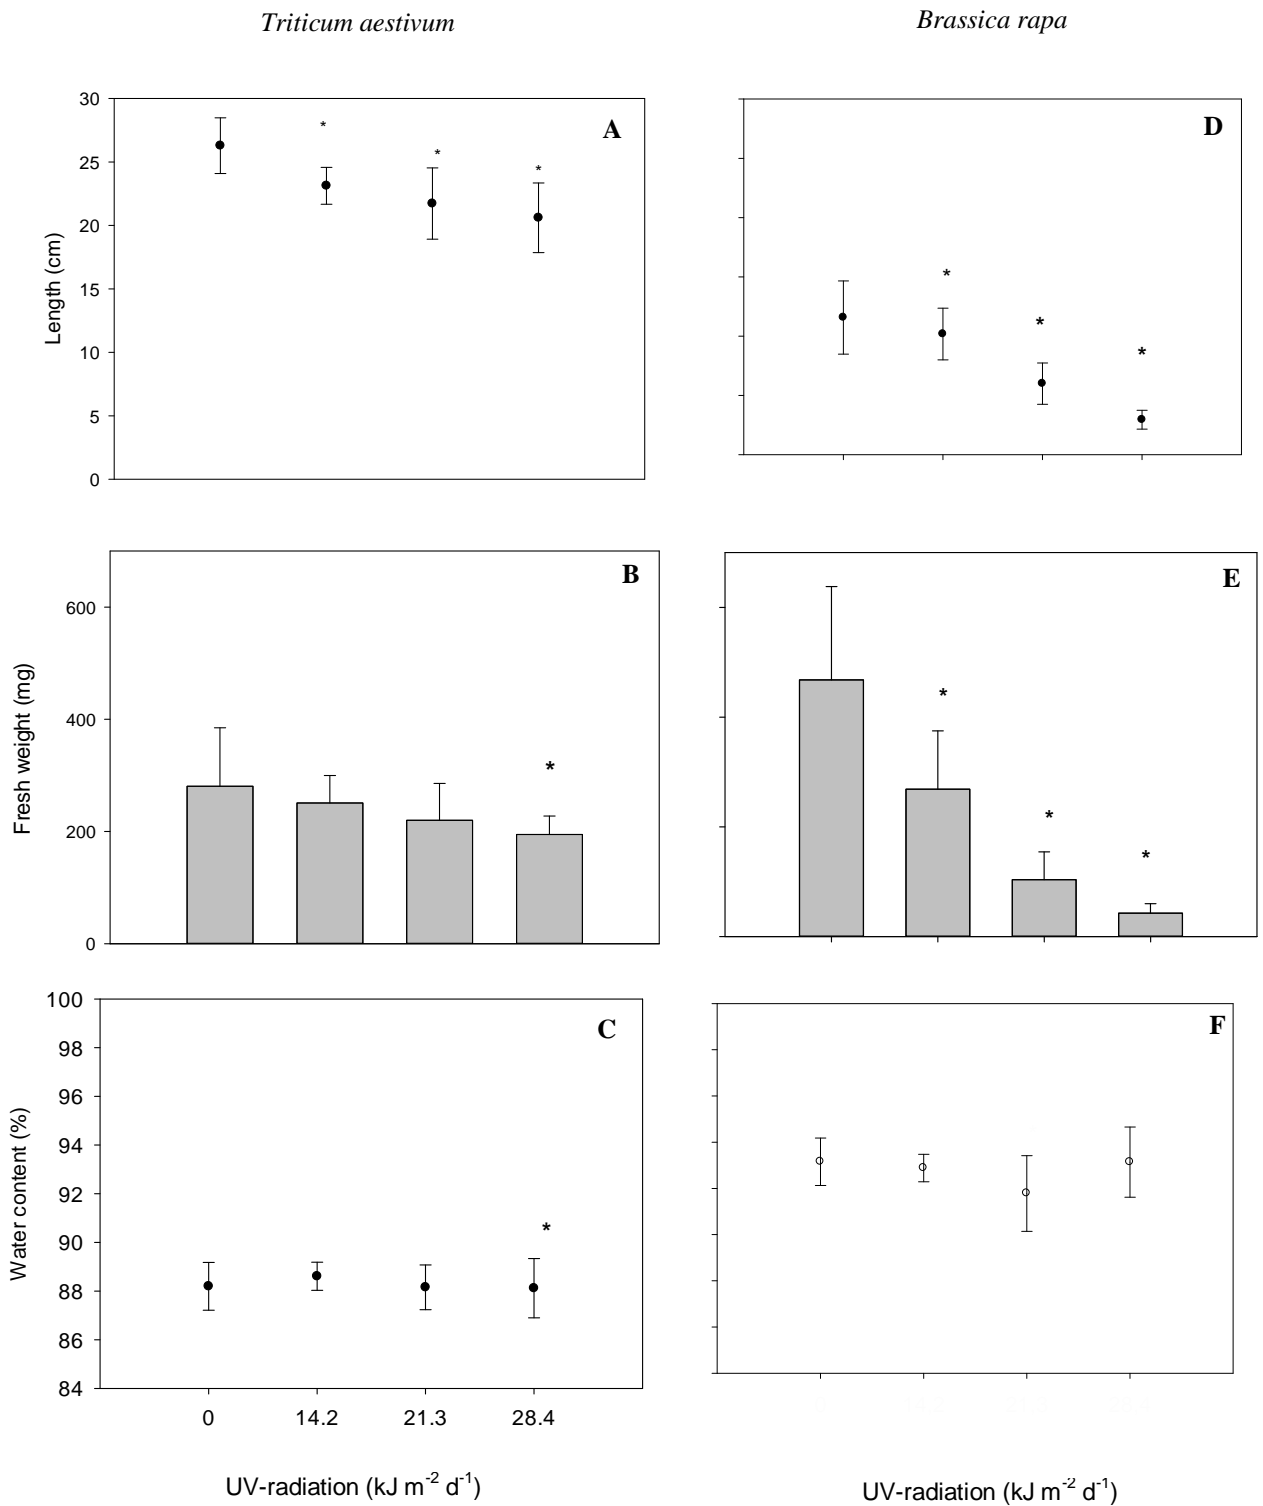 Triticum aestivum
Brassica rapa
A
D
30
25
20
15
10
5
0
Length (cm)
*
*
*
*
*
*
B
E
600
400
200
0
Fresh weight (mg)
*
*
*
*
C
F
100
98
96
94
92
90
88
86
84
Water content (%)
*
0 14.2 21.3 28.4
UV-radiation (kJ m⁻² d⁻¹)
UV-radiation (kJ m⁻² d⁻¹)